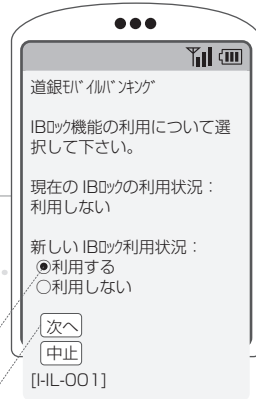 道銀ﾓﾊﾞｲﾙﾊﾞﾝｷﾝｸﾞ
IBﾛｯｸ機能の利用について選
択して下さい。
現在の IBﾛｯｸの利用状況：
利用しない
新しい IBﾛｯｸ利用状況：
◉利用する
○利用しない
次へ
中止
[I-IL-001]